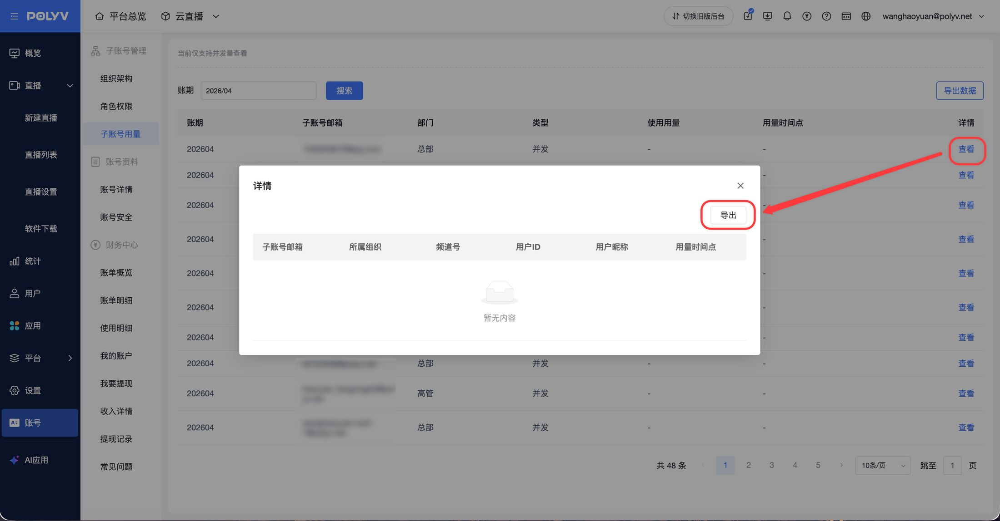 POLYV
平台总览
云直播
切换旧版后台
wanghaoyuan@polyv.net
概览
直播
新建直播
直播列表
直播设置
软件下载
统计
用户
应用
平台
设置
账号
AI应用
子账号管理
组织架构
角色权限
子账号用量
账号资料
账号详情
账号安全
财务中心
账单概览
账单明细
使用明细
我的账户
我要提现
收入详情
提现记录
常见问题
当前仅支持并发量查看
账期 2026/04 搜索 导出数据
账期 子账号邮箱 部门 类型 使用用量 用量时间点 详情
202604 总部 并发 - - 查看
202604 - 查看
202604 - 查看
202604 - 查看
202604 - 查看
202604 - 查看
202604 - 查看
202604 总部 并发 - - 查看
202604 高管 并发 - - 查看
202604 总部 并发 - - 查看
详情
导出
子账号邮箱 所属组织 频道号 用户ID 用户昵称 用量时间点
暂无内容
共 48 条 1 2 3 4 5 10条/页 跳至 1 页